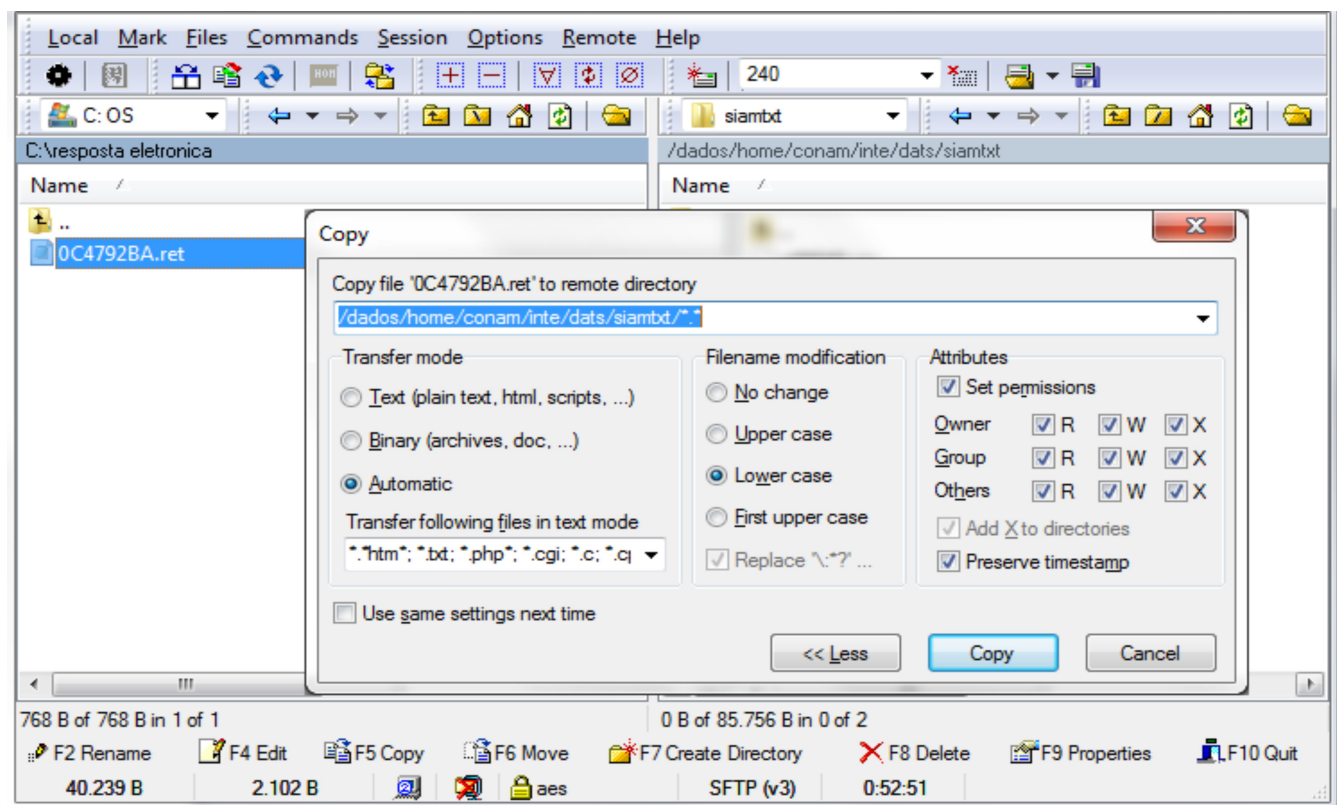 Local Mark Files Commands Session Options Remote Help
240
C: OS
siamtxt
C:\resposta eletronica
/dados/home/conam/inte/dats/siamtxt
Name
Name
..
0C4792BA.ret
Copy
Copy file '0C4792BA.ret' to remote directory
/dados/home/conam/inte/dats/siamtxt/*.*
Transfer mode
Text (plain text, html, scripts, ...)
Binary (archives, doc, ...)
Automatic
Transfer following files in text mode
*.*htm*; *.txt; *.php*; *.cgi; *.c; *.cp
Filename modification
No change
Upper case
Lower case
First upper case
Replace '\:*?' ...
Attributes
Set permissions
Owner R W X
Group R W X
Others R W X
Add X to directories
Preserve timestamp
Use same settings next time
<< Less Copy Cancel
768 B of 768 B in 1 of 1
0 B of 85.756 B in 0 of 2
F2 Rename F4 Edit F5 Copy F6 Move F7 Create Directory F8 Delete F9 Properties F10 Quit
40.239 B 2.102 B aes SFTP (v3) 0:52:51